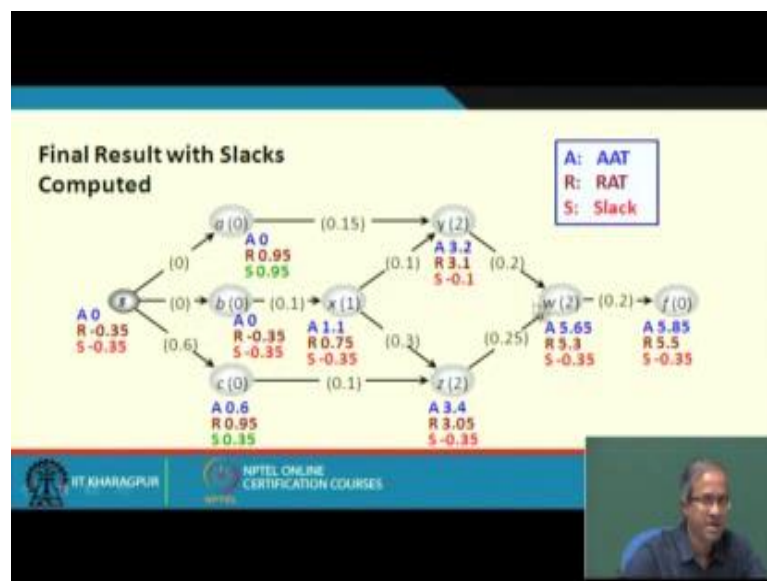 Final Result with Slacks
Computed
A: AAT
R: RAT
S: Slack
a (0)
(0.15)
y (2)
A 0
R 0.95
S 0.95
A 3.2
R 3.1
S -0.1
(0)
(0.1)
(0.2)
s
(0)
b (0)
(0.1)
x (1)
w (2)
(0.2)
f (0)
A 0
R -0.35
S -0.35
A 0
R -0.35
S -0.35
A 1.1
R 0.75
S -0.35
A 5.65
R 5.3
S -0.35
A 5.85
R 5.5
S -0.35
(0.6)
(0.3)
(0.25)
c (0)
(0.1)
z (2)
A 0.6
R 0.95
S 0.35
A 3.4
R 3.05
S -0.35
IIT KHARAGPUR
NPTEL
NPTEL ONLINE
CERTIFICATION COURSES